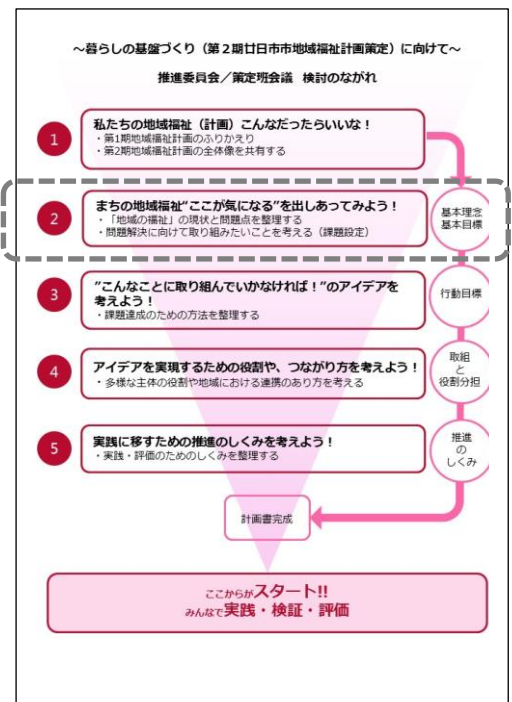 ～暮らしの基盤づくり（第２期廿日市市地域福祉計画策定）に向けて～
推進委員会／策定班会議 検討のながれ
1
私たちの地域福祉（計画）こんなだったらいいな！
・第1期地域福祉計画のふりかえり
・第2期地域福祉計画の全体像を共有する
2
まちの地域福祉“ここが気になる”を出しあってみよう！
・「地域の福祉」の現状と問題点を整理する
・問題解決に向けて取り組みたいことを考える（課題設定）
基本理念
基本目標
3
”こんなことに取り組んでいかなければ！”のアイデアを
考えよう！
・課題達成のための方法を整理する
行動目標
4
アイデアを実現するための役割や、つながり方を考えよう！
・多様な主体の役割や地域における連携のあり方を考える
取組
と
役割分担
5
実践に移すための推進のしくみを考えよう！
・実践・評価のためのしくみを整理する
推進
の
しくみ
計画書完成
ここからがスタート!!
みんなで実践・検証・評価